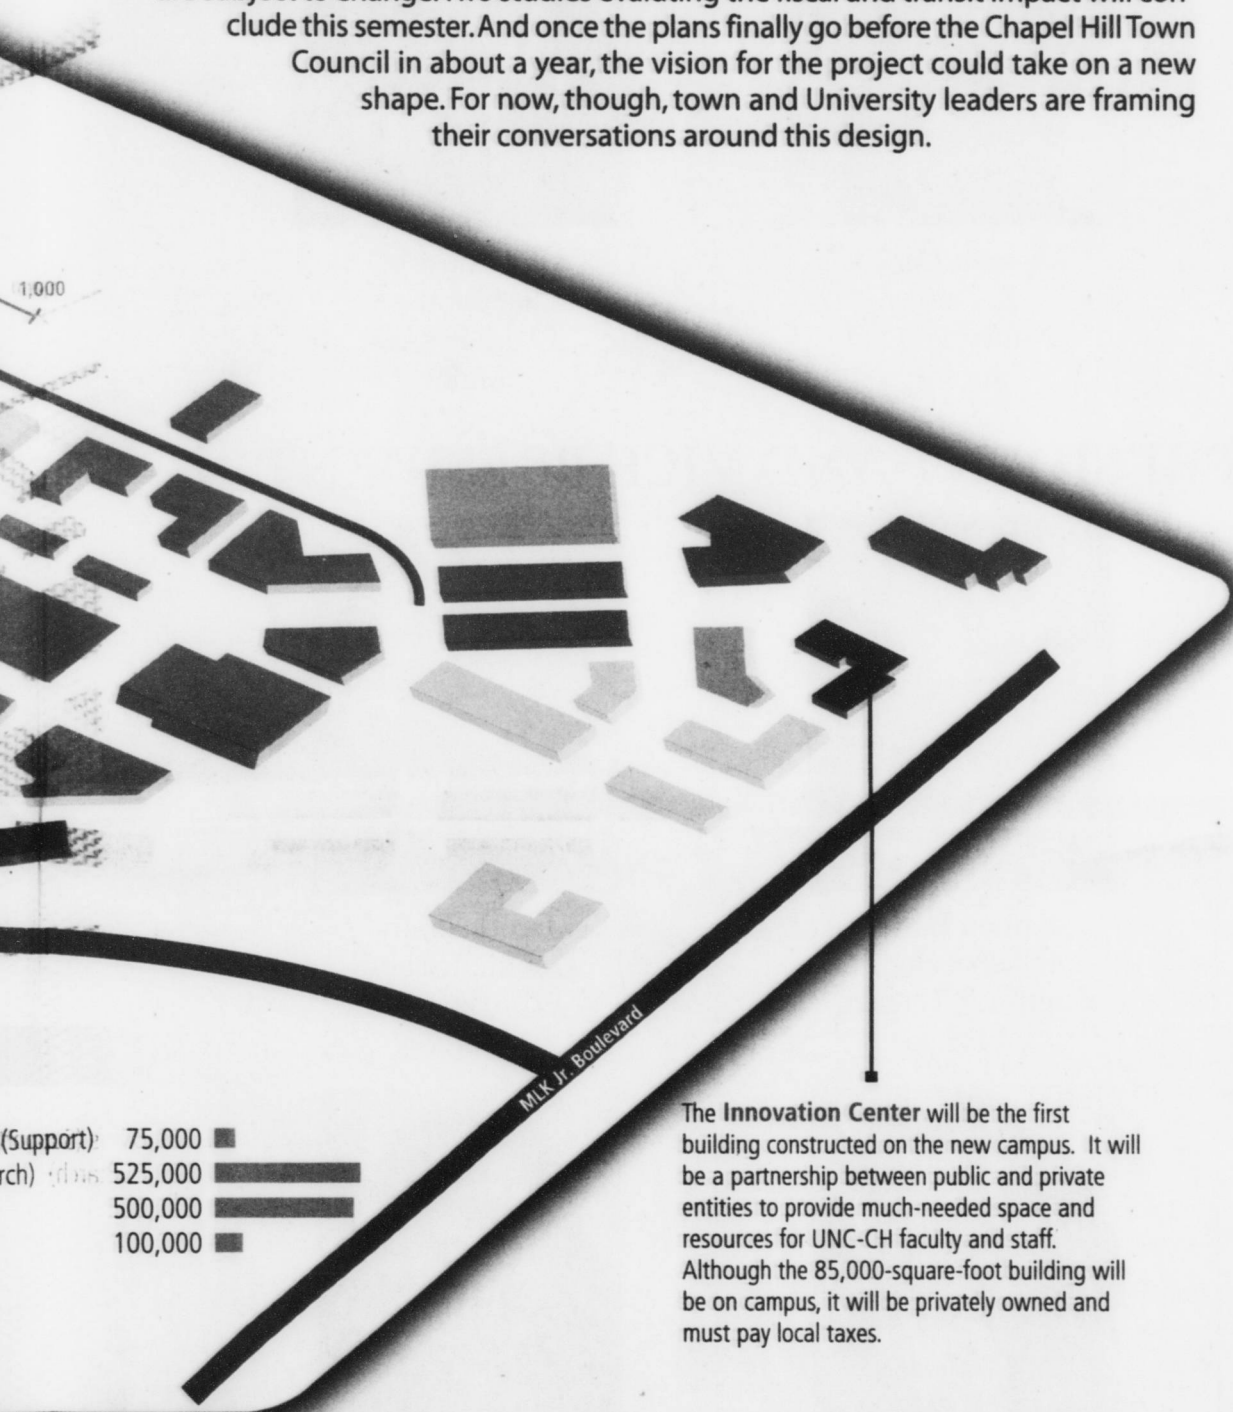 clude this semester. And once the plans finally go before the Chapel Hill Town
Council in about a year, the vision for the project could take on a new
shape. For now, though, town and University leaders are framing
their conversations around this design.
1,000
MLK Jr. Boulevard
(Support) 75,000
rch) 525,000
500,000
100,000
The Innovation Center will be the first
building constructed on the new campus. It will
be a partnership between public and private
entities to provide much-needed space and
resources for UNC-CH faculty and staff.
Although the 85,000-square-foot building will
be on campus, it will be privately owned and
must pay local taxes.